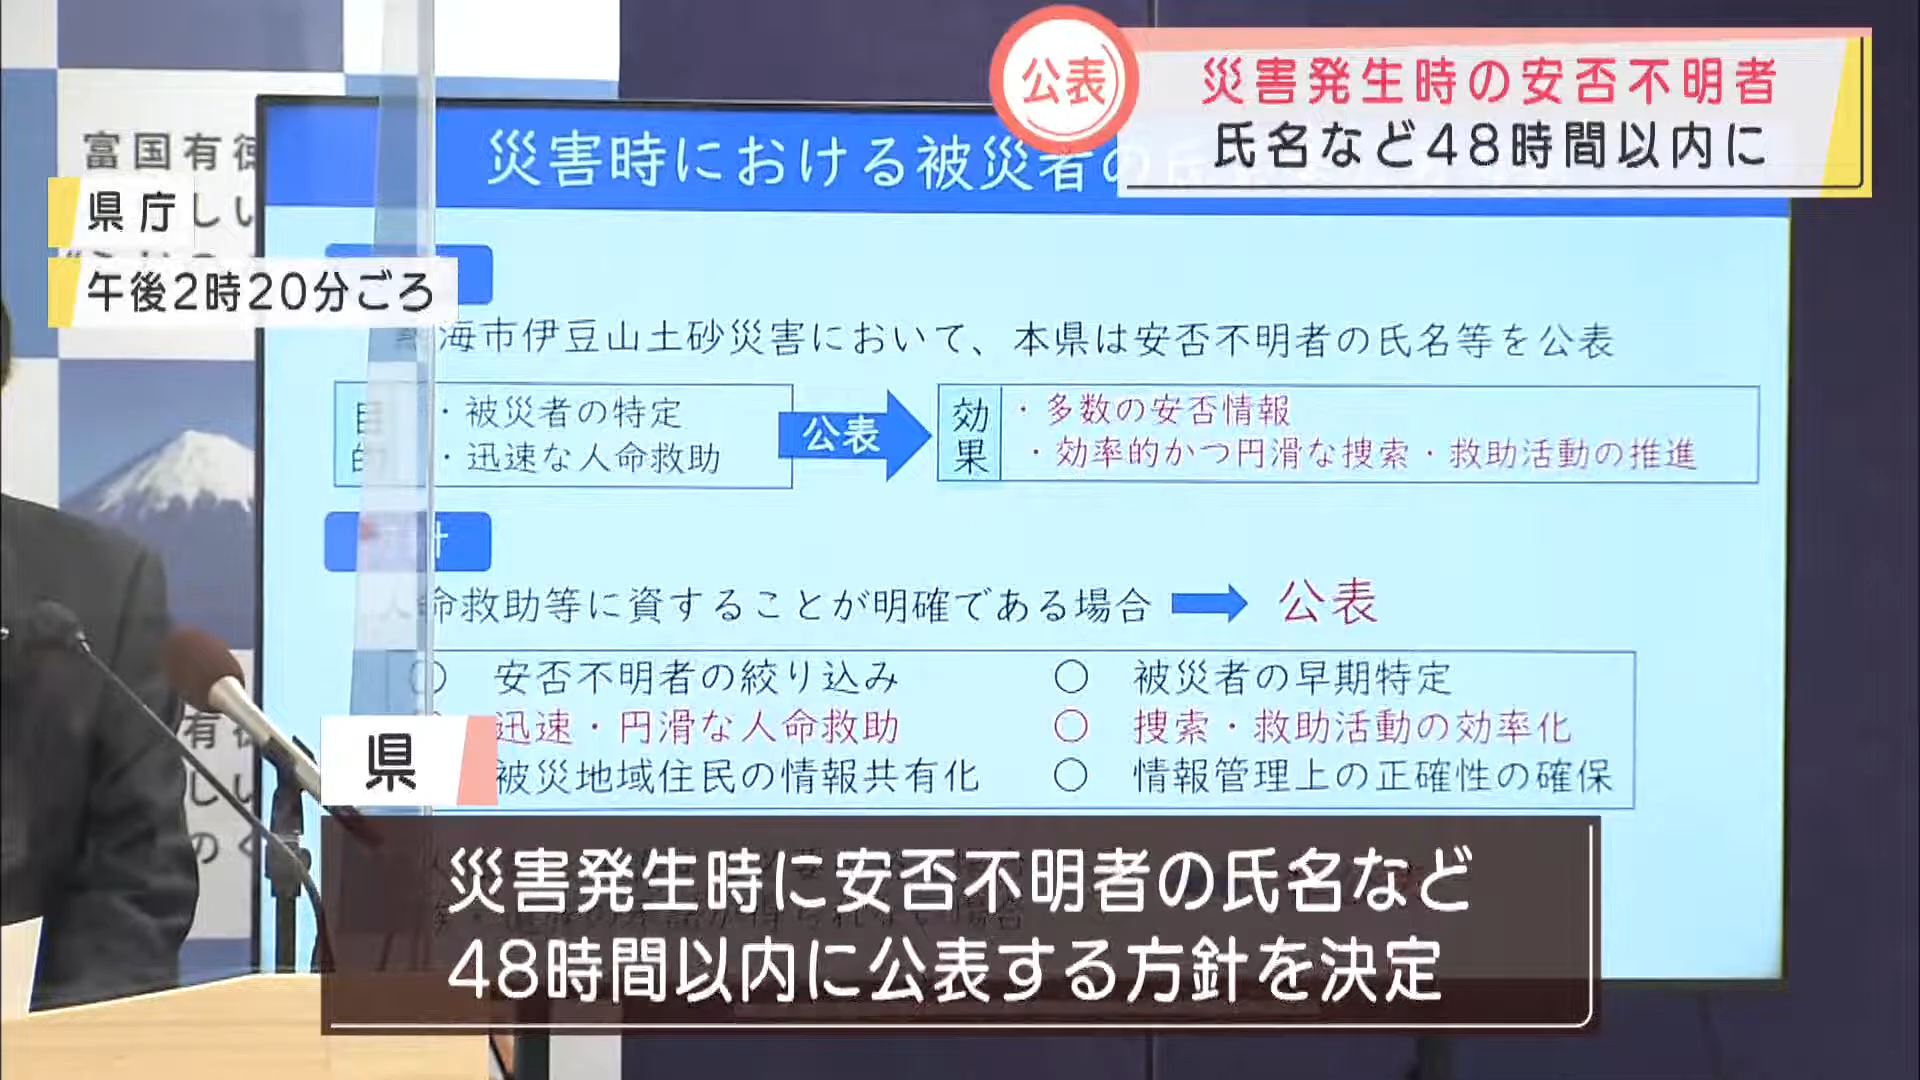 公表
災害発生時の安否不明者
氏名など48時間以内に
富国有徳
県庁
しい
午後2時20分ごろ
災害時における被災者の
海市伊豆山土砂災害において、本県は安否不明者の氏名等を公表
目的
・被災者の特定
・迅速な人命救助
公表
効果
・多数の安否情報
・効率的かつ円滑な捜索・救助活動の推進
針
人命救助等に資することが明確である場合
公表
○ 安否不明者の絞り込み
○ 被災者の早期特定
迅速・円滑な人命救助
○ 捜索・救助活動の効率化
被災地域住民の情報共有化
○ 情報管理上の正確性の確保
有
しい
のく
県
災害発生時に安否不明者の氏名など
48時間以内に公表する方針を決定